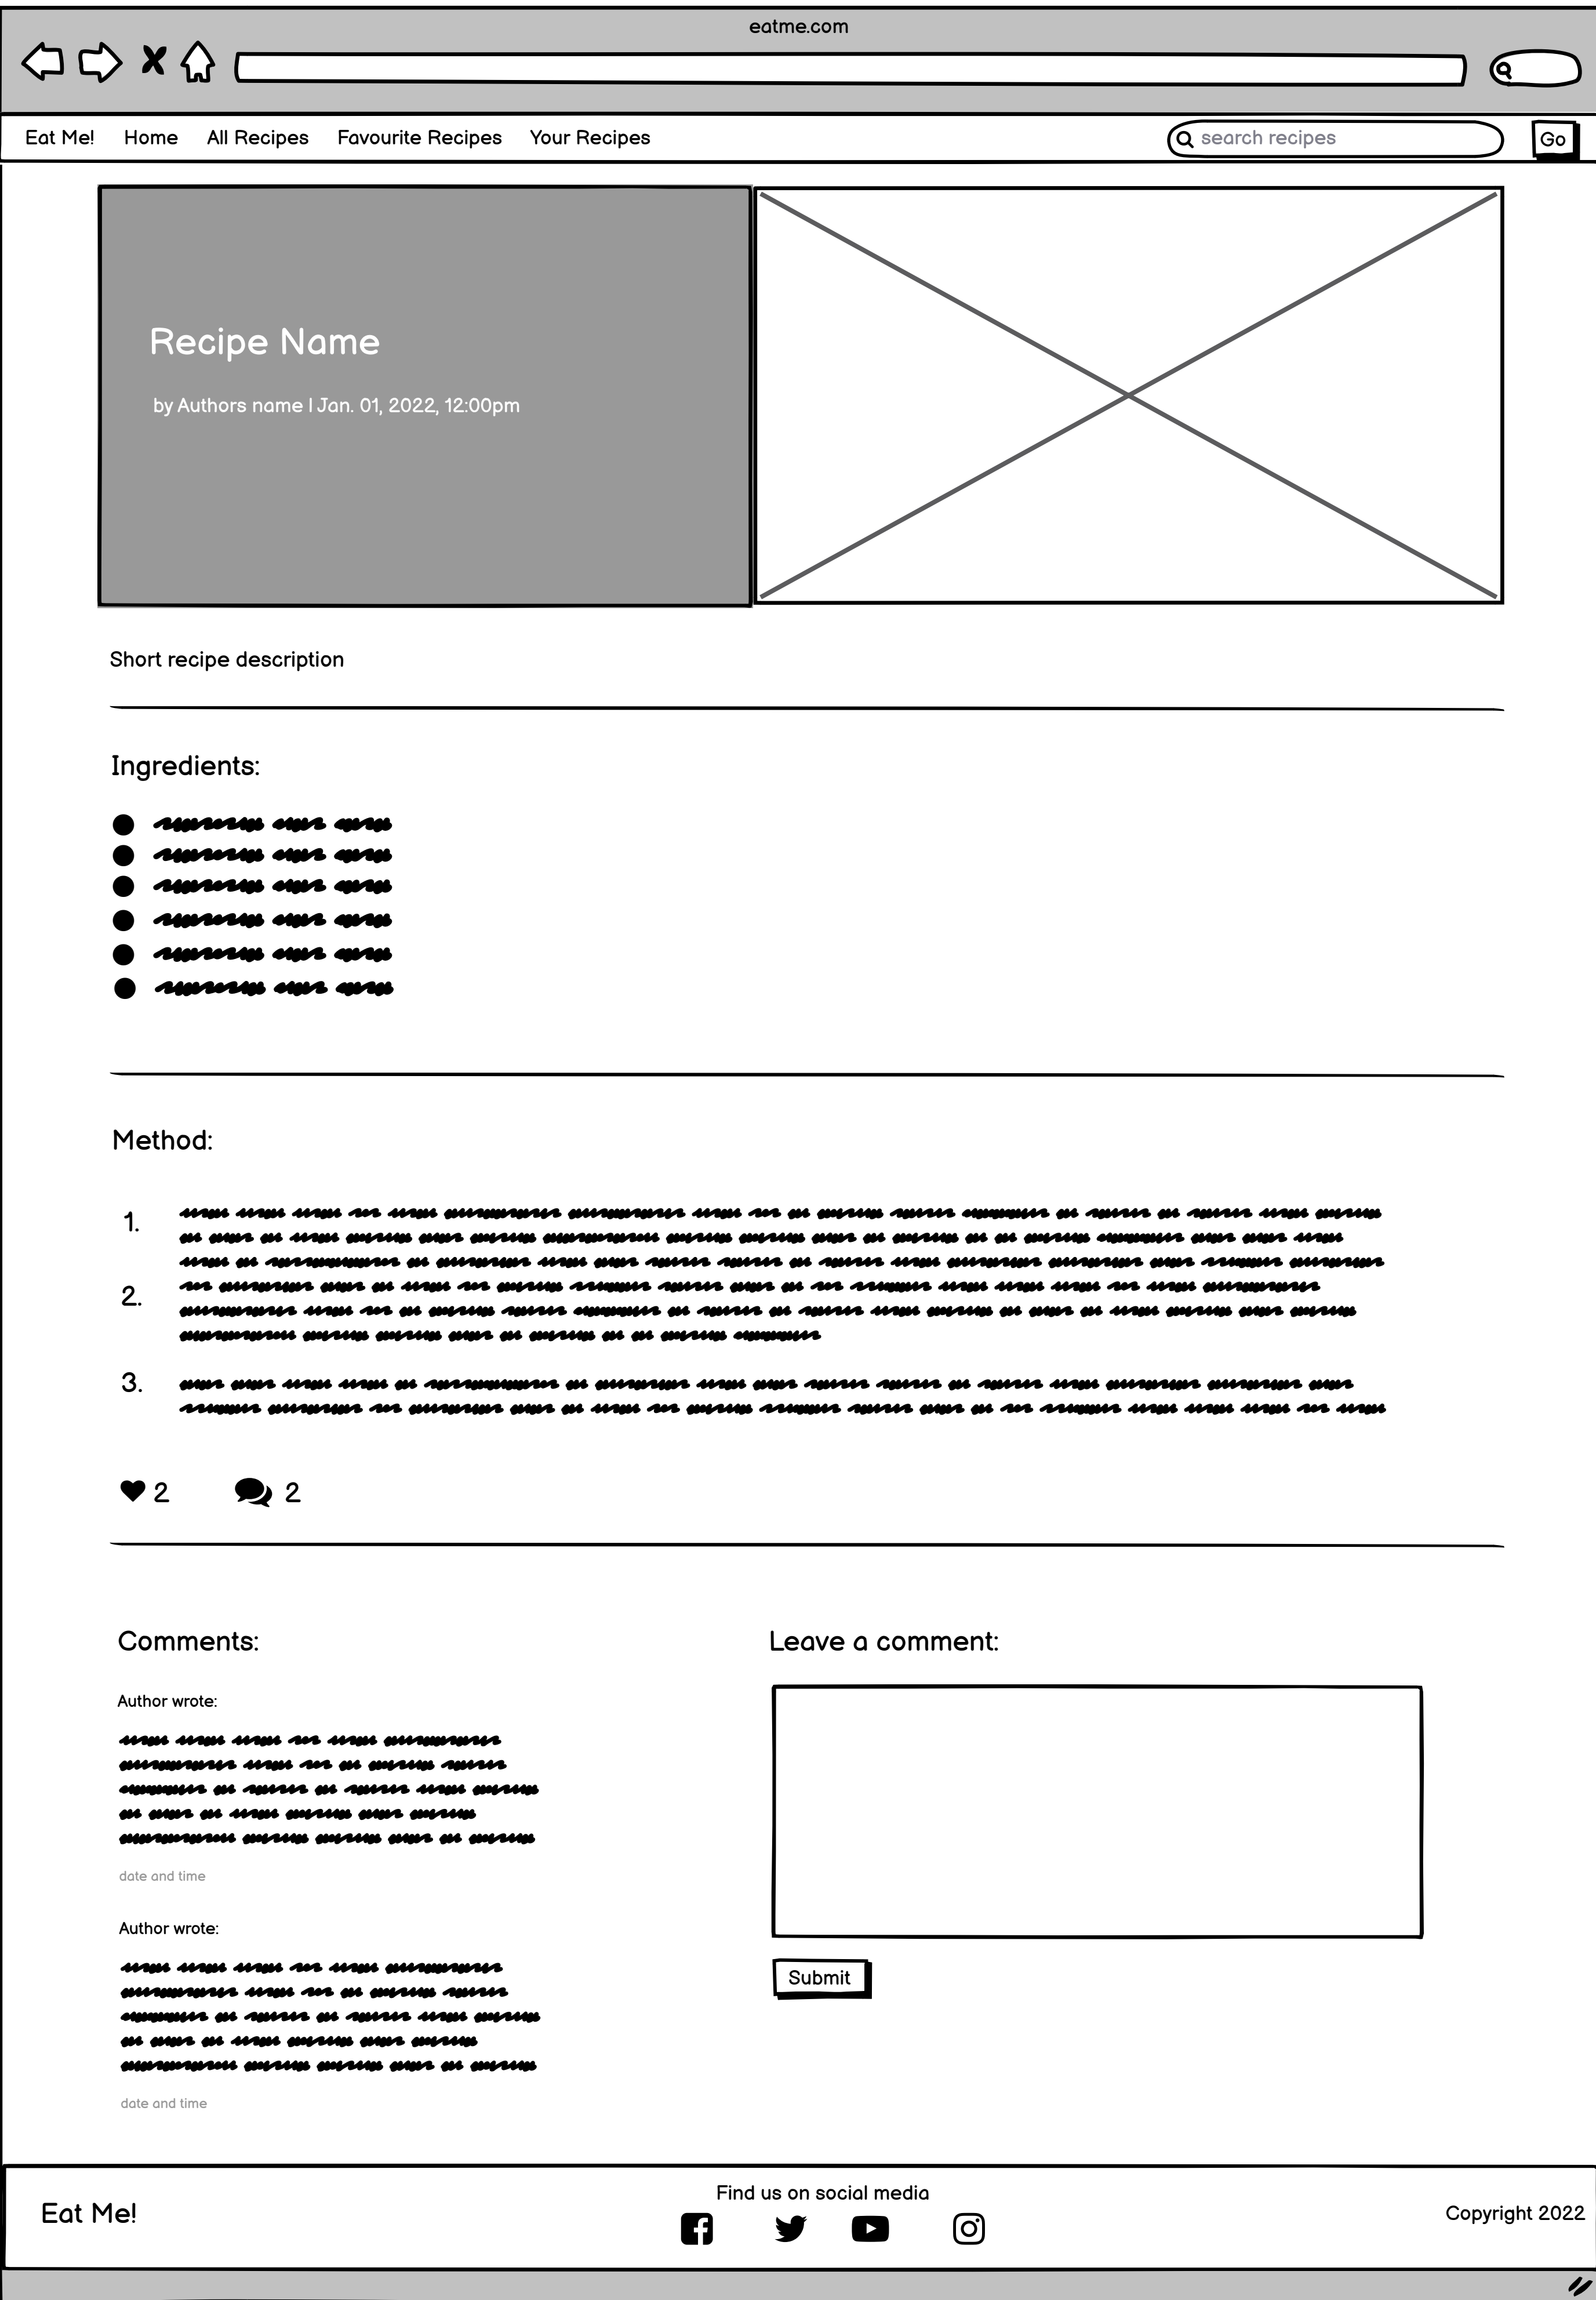 eatme.com
Eat Me! Home All Recipes Favourite Recipes Your Recipes search recipes Go
Recipe Name
by Authors name | Jan. 01, 2022, 12:00pm
Short recipe description
Ingredients:
Method:
1.
2.
3.
2 2
Comments:
Leave a comment:
Author wrote:
date and time
Author wrote:
Submit
date and time
Find us on social media
Eat Me!
Copyright 2022